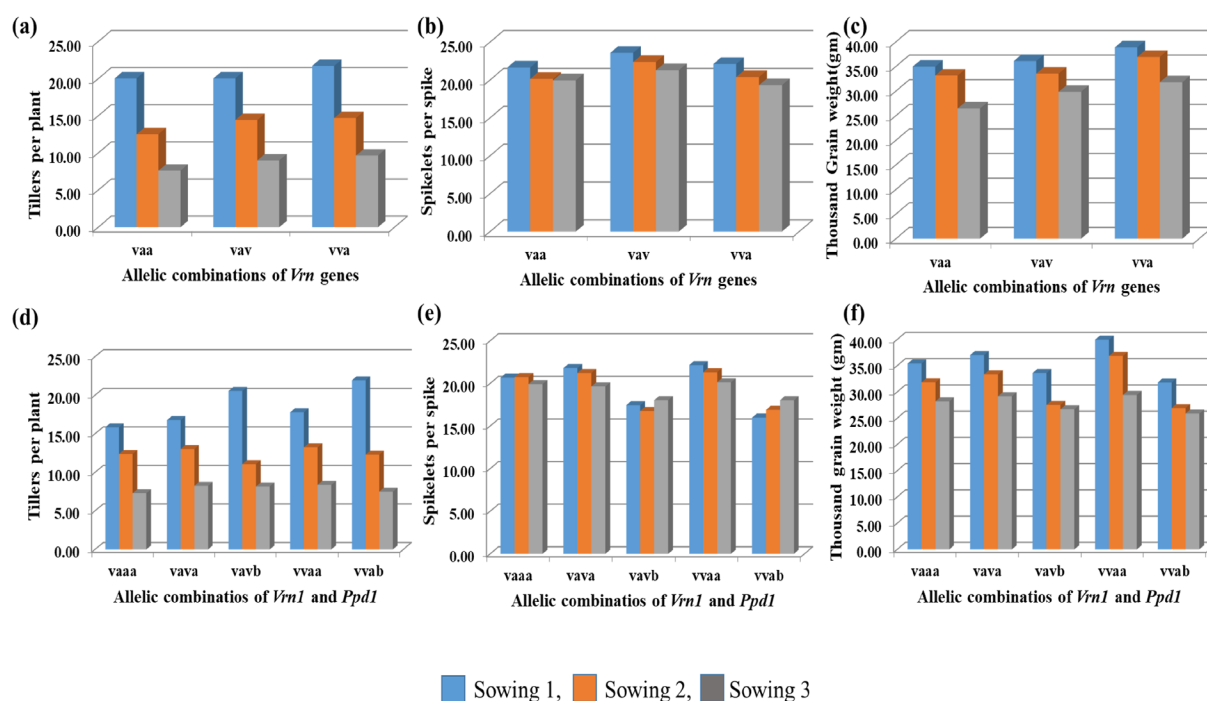 (a)
Tillers per plant
25.00
20.00
15.00
10.00
5.00
0.00
vaa vav vva
Allelic combinations of Vrn genes
(b)
Spikelets per spike
25.00
20.00
15.00
10.00
5.00
0.00
vaa vav vva
Allelic combinations of Vrn genes
(c)
Thousand Grain weight(gm)
40.00
35.00
30.00
25.00
20.00
15.00
10.00
5.00
0.00
vaa vav vva
Allelic combinations of Vrn genes
(d)
Tillers per plant
25.00
20.00
15.00
10.00
5.00
0.00
vaaa vava vavb vvaa vvab
Allelic combinatios of Vrn1 and Ppd1
(e)
Spikelets per spike
25.00
20.00
15.00
10.00
5.00
0.00
vaaa vava vavb vvaa vvab
Allelic combinatios of Vrn1 and Ppd1
(f)
Thousand grain weight (gm)
40.00
35.00
30.00
25.00
20.00
15.00
10.00
5.00
0.00
vaaa vava vavb vvaa vvab
Allelic combinatios of Vrn1 and Ppd1
Sowing 1, Sowing 2, Sowing 3